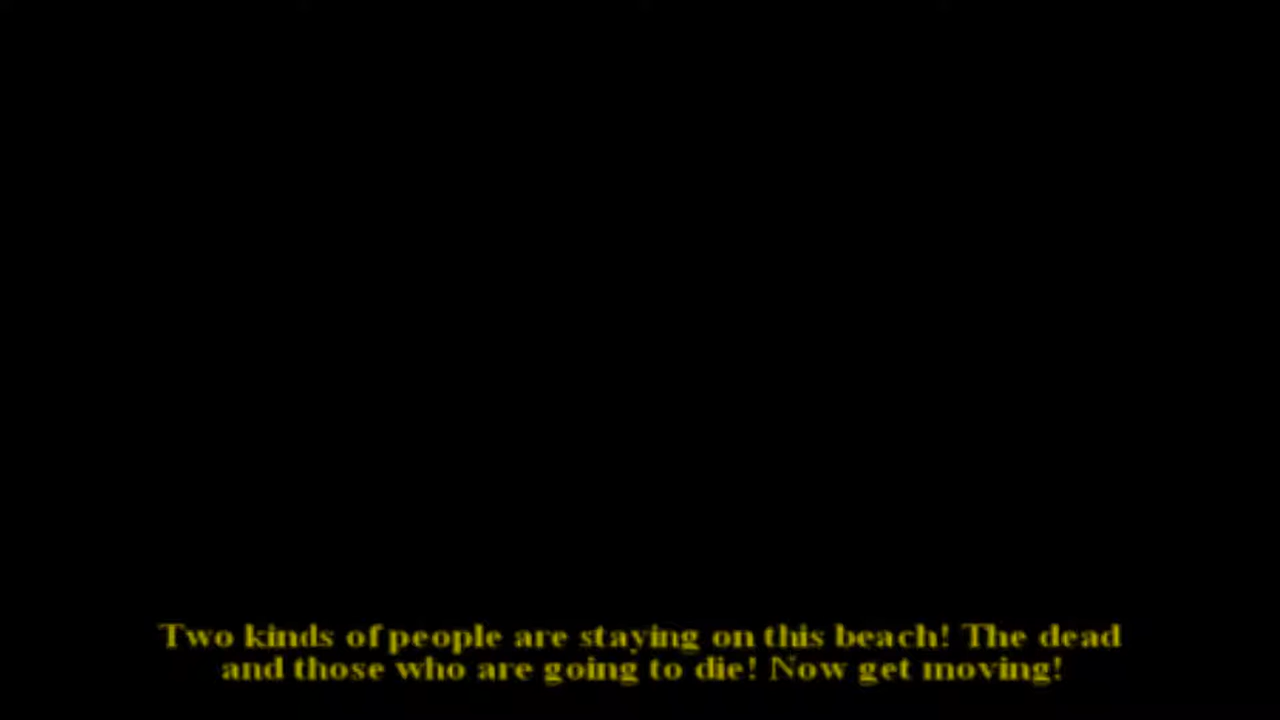 Two kinds of people are staying on this beach! The dead
and those who are going to die! Now get moving!